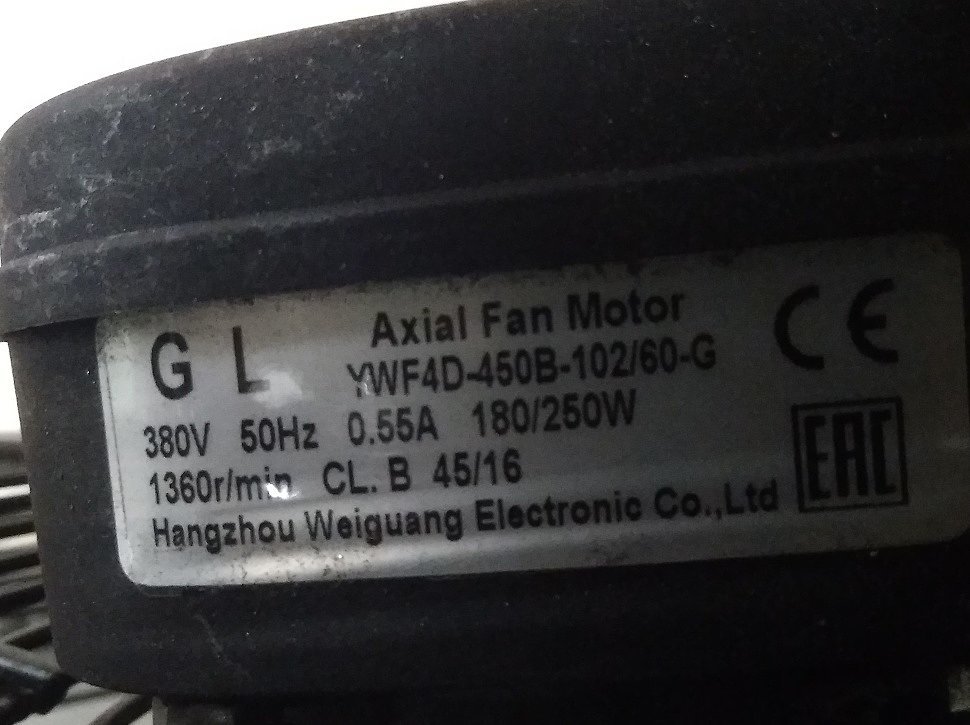 G L
Axial Fan Motor
YWF4D-450B-102/60-G
380V 50Hz 0.55A 180/250W
1360r/min CL. B 45/16
Hangzhou Weiguang Electronic Co.,Ltd
CE
EAC